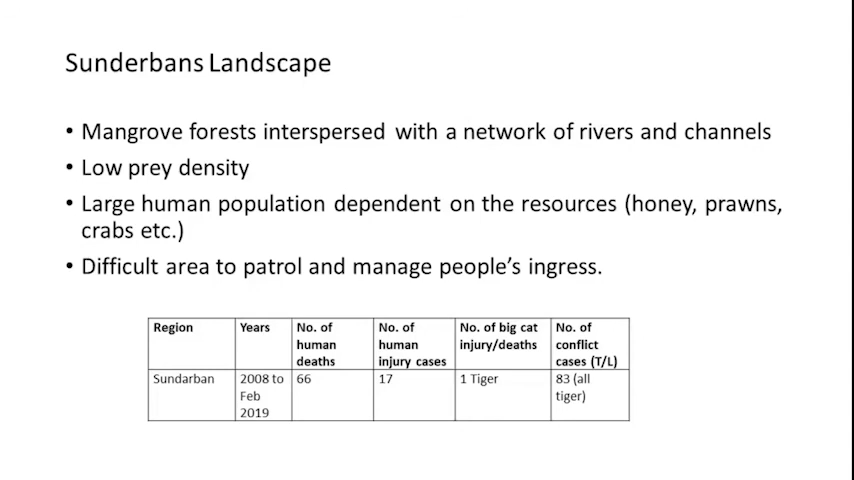 Sunderbans Landscape
• Mangrove forests interspersed with a network of rivers and channels
• Low prey density
• Large human population dependent on the resources (honey, prawns,
crabs etc.)
• Difficult area to patrol and manage people's ingress.
Region Years No. of human deaths No. of human injury cases No. of big cat injury/deaths No. of conflict cases (T/L)
Sundarban 2008 to Feb 2019 66 17 1 Tiger 83 (all tiger)